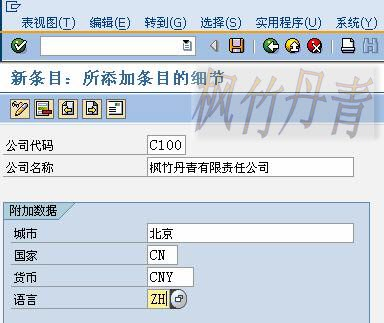 表视图(T) 编辑(E) 转到(G) 选择(S) 实用程序(U) 系统(Y)
新条目: 所添加条目的细节
枫竹丹青
公司代码 C100
公司名称 枫竹丹青有限责任公司
附加数据
城市 北京
国家 CN
货币 CNY
语言 ZH